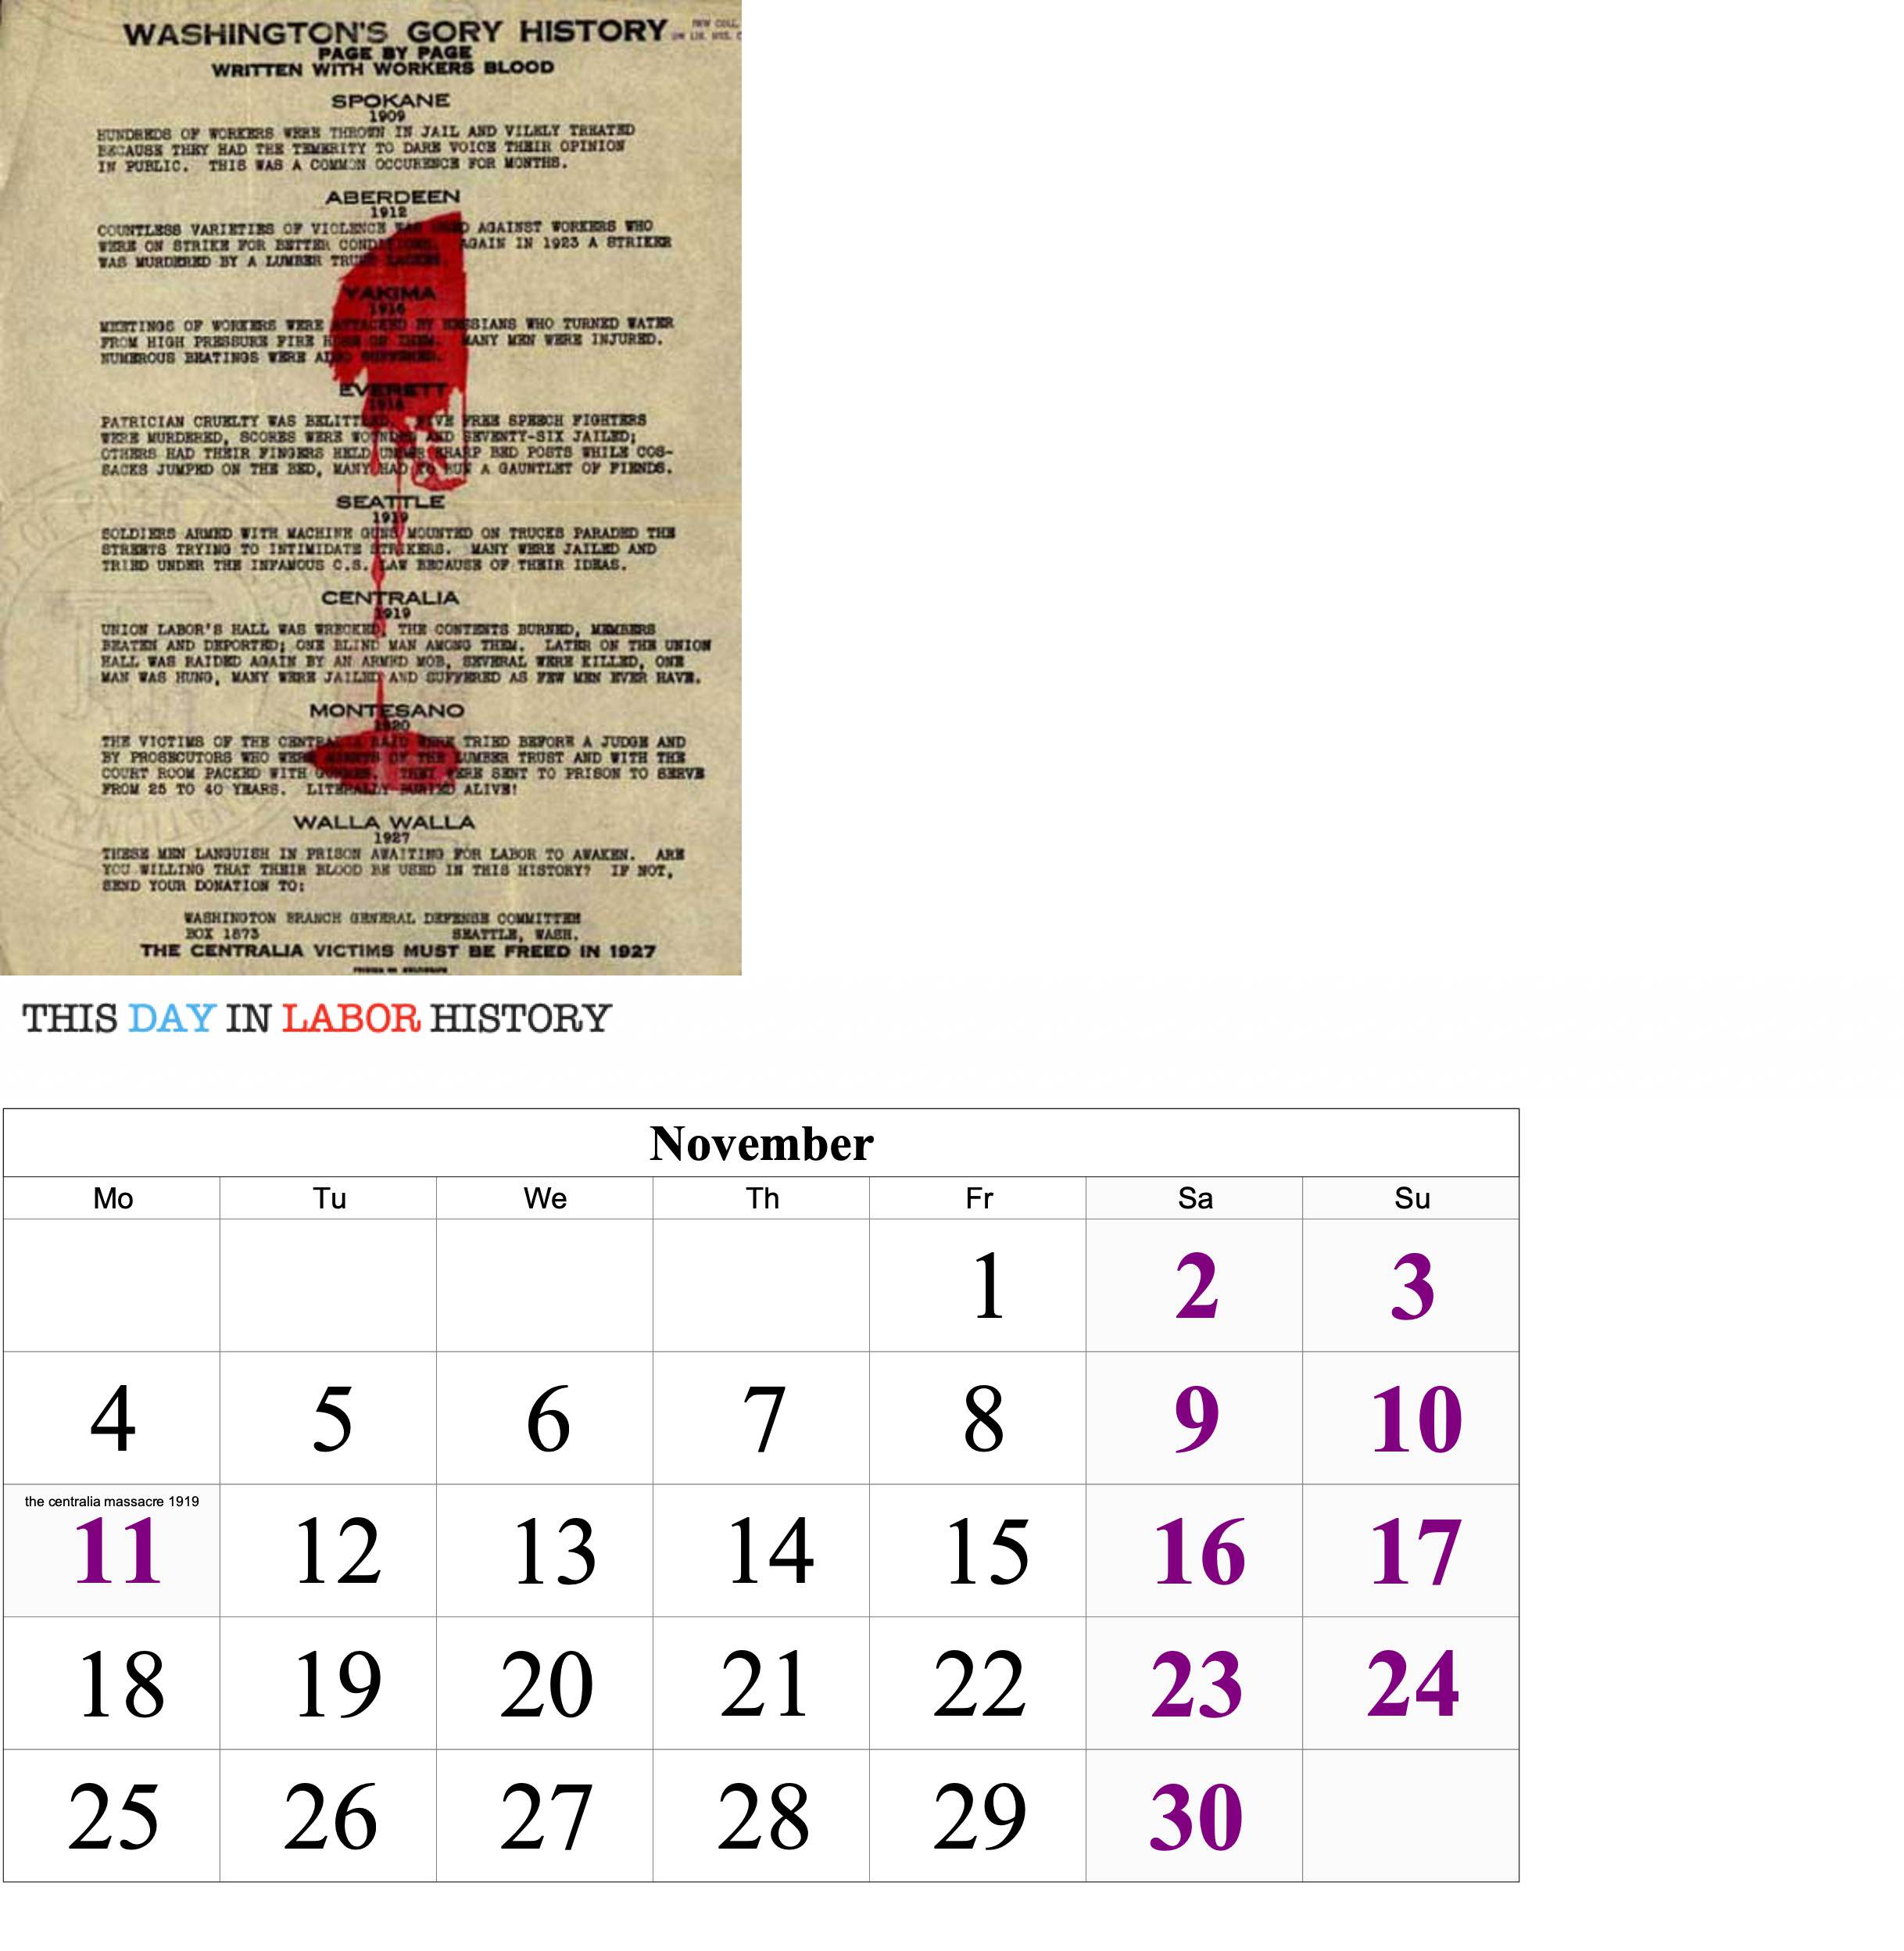 WASHINGTON'S GORY HISTORY
PAGE BY PAGE
WRITTEN WITH WORKERS BLOOD
SPOKANE
1909
HUNDREDS OF WORKERS WERE THROWN IN JAIL AND VILELY TREATED
BECAUSE THEY HAD THE TEMERITY TO DARE VOICE THEIR OPINION
IN PUBLIC. THIS WAS A COMMON OCCURENCE FOR MONTHS.
ABERDEEN
1912
COUNTLESS VARIETIES OF VIOLENCE WAS USED AGAINST WORKERS WHO
WERE ON STRIKE FOR BETTER CONDITIONS. AGAIN IN 1923 A STRIKER
WAS MURDERED BY A LUMBER TRUST
YAKIMA
1916
MEETINGS OF WORKERS WERE ATTACKED BY HESSIANS WHO TURNED WATER
FROM HIGH PRESSURE FIRE HOSE ON THEM. MANY MEN WERE INJURED.
NUMEROUS BEATINGS WERE ALSO SUFFERED.
EVERETT
1916
PATRICIAN CRUELTY WAS BELITTLED. FIVE FREE SPEECH FIGHTERS
WERE MURDERED, SCORES WERE WOUNDED AND SEVENTY-SIX JAILED;
OTHERS HAD THEIR FINGERS HELD UNDER SHARP BED POSTS WHILE COS-
SACKS JUMPED ON THE BED, MANY HAD TO RUN A GAUNTLET OF FIENDS.
SEATTLE
1919
SOLDIERS ARMED WITH MACHINE GUNS MOUNTED ON TRUCKS PARADED THE
STREETS TRYING TO INTIMIDATE STRIKERS. MANY WERE JAILED AND
TRIED UNDER THE INFAMOUS C.S. LAW BECAUSE OF THEIR IDEAS.
CENTRALIA
1919
UNION LABOR'S HALL WAS WRECKED, THE CONTENTS BURNED, MEMBERS
BEATEN AND DEPORTED; ONE BLIND MAN AMONG THEM. LATER ON THE UNION
HALL WAS RAIDED AGAIN BY AN ARMED MOB, SEVERAL WERE KILLED, ONE
MAN WAS HUNG, MANY WERE JAILED AND SUFFERED AS FEW MEN EVER HAVE.
MONTESANO
1920
THE VICTIMS OF THE CENTRALIA RAID WERE TRIED BEFORE A JUDGE AND
BY PROSECUTORS WHO WERE AGENTS OF THE LUMBER TRUST AND WITH THE
COURT ROOM PACKED WITH GUNMEN. THEY WERE SENT TO PRISON TO SERVE
FROM 25 TO 40 YEARS. LITERALLY BURIED ALIVE!
WALLA WALLA
1927
THESE MEN LANGUISH IN PRISON AWAITING FOR LABOR TO AWAKEN. ARE
YOU WILLING THAT THEIR BLOOD BE USED IN THIS HISTORY? IF NOT,
SEND YOUR DONATION TO:
WASHINGTON BRANCH GENERAL DEFENSE COMMITTEE
BOX 1873 SEATTLE, WASH.
THE CENTRALIA VICTIMS MUST BE FREED IN 1927
THIS DAY IN LABOR HISTORY
November
Mo Tu We Th Fr Sa Su
1 2 3
4 5 6 7 8 9 10
the centralia massacre 1919
11 12 13 14 15 16 17
18 19 20 21 22 23 24
25 26 27 28 29 30